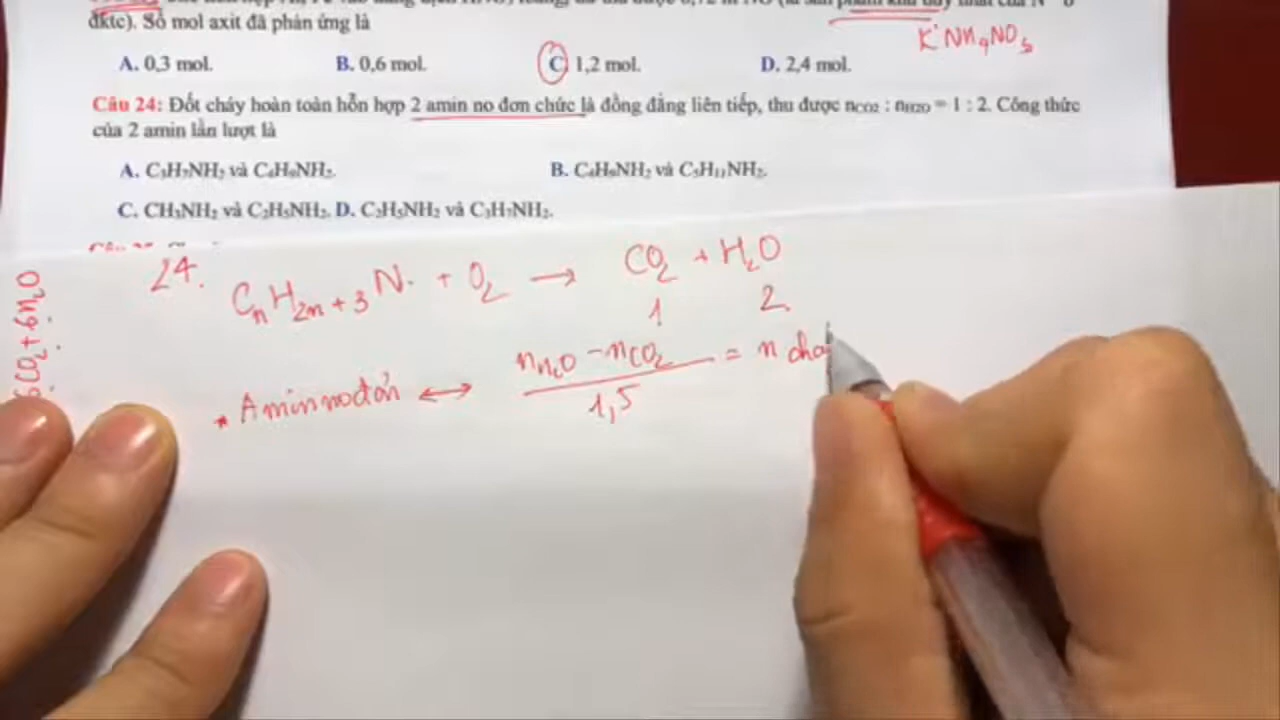 đktc). Số mol axit đã phản ứng là
K NH₄NO₃
A. 0,3 mol. B. 0,6 mol. C. 1,2 mol. D. 2,4 mol.
Câu 24: Đốt cháy hoàn toàn hỗn hợp 2 amin no đơn chức là đồng đẳng liên tiếp, thu được nCO2 : nH2O = 1 : 2. Công thức
của 2 amin lần lượt là
A. C₃H₇NH₂ và C₄H₉NH₂. B. C₄H₉NH₂ và C₅H₁₁NH₂.
C. CH₃NH₂ và C₂H₅NH₂. D. C₂H₅NH₂ và C₃H₇NH₂.
24. CnH2n+3N + O₂ → CO₂ + H₂O
1 2
* Amin no đơn ↔ nH₂O - nCO₂ / 1,5 = n
CO₂ + 6H₂O